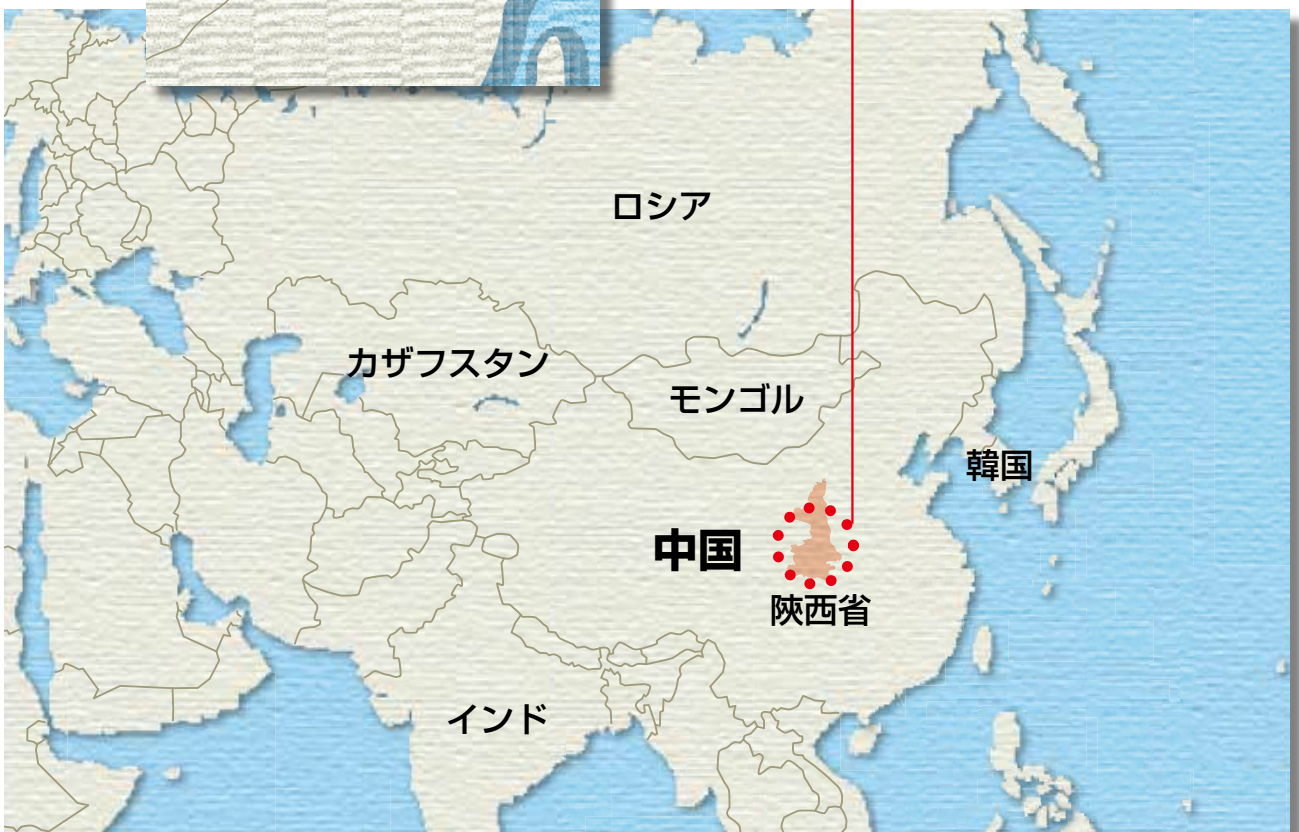 ロシア
カザフスタン
モンゴル
韓国
中国
陝西省
インド